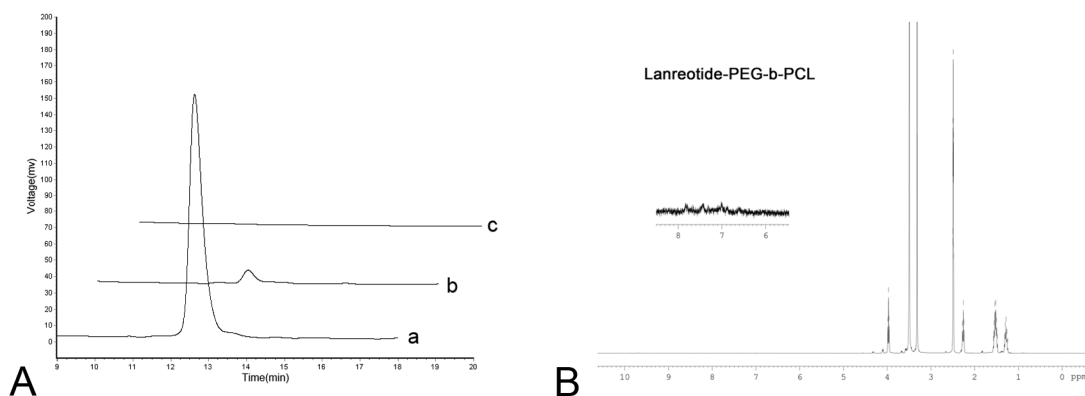 200
190
180
170
160
150
140
130
120
110
100
90
80
70
60
50
40
30
20
10
0
Voltage(mv)
c
b
a
9 10 11 12 13 14 15 16 17 18 19 20
Time(min)
A
Lanreotide-PEG-b-PCL
8 7 6
10 9 8 7 6 5 4 3 2 1 0 ppm
B